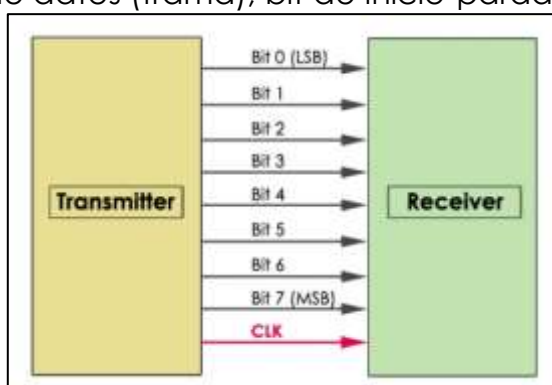 datos (trama), bit de inicio
Bit 0 (LSB)
Bit 1
Bit 2
Bit 3
Transmitter
Bit 4
Receiver
Bit 5
Bit 6
Bit 7 (MSB)
CLK